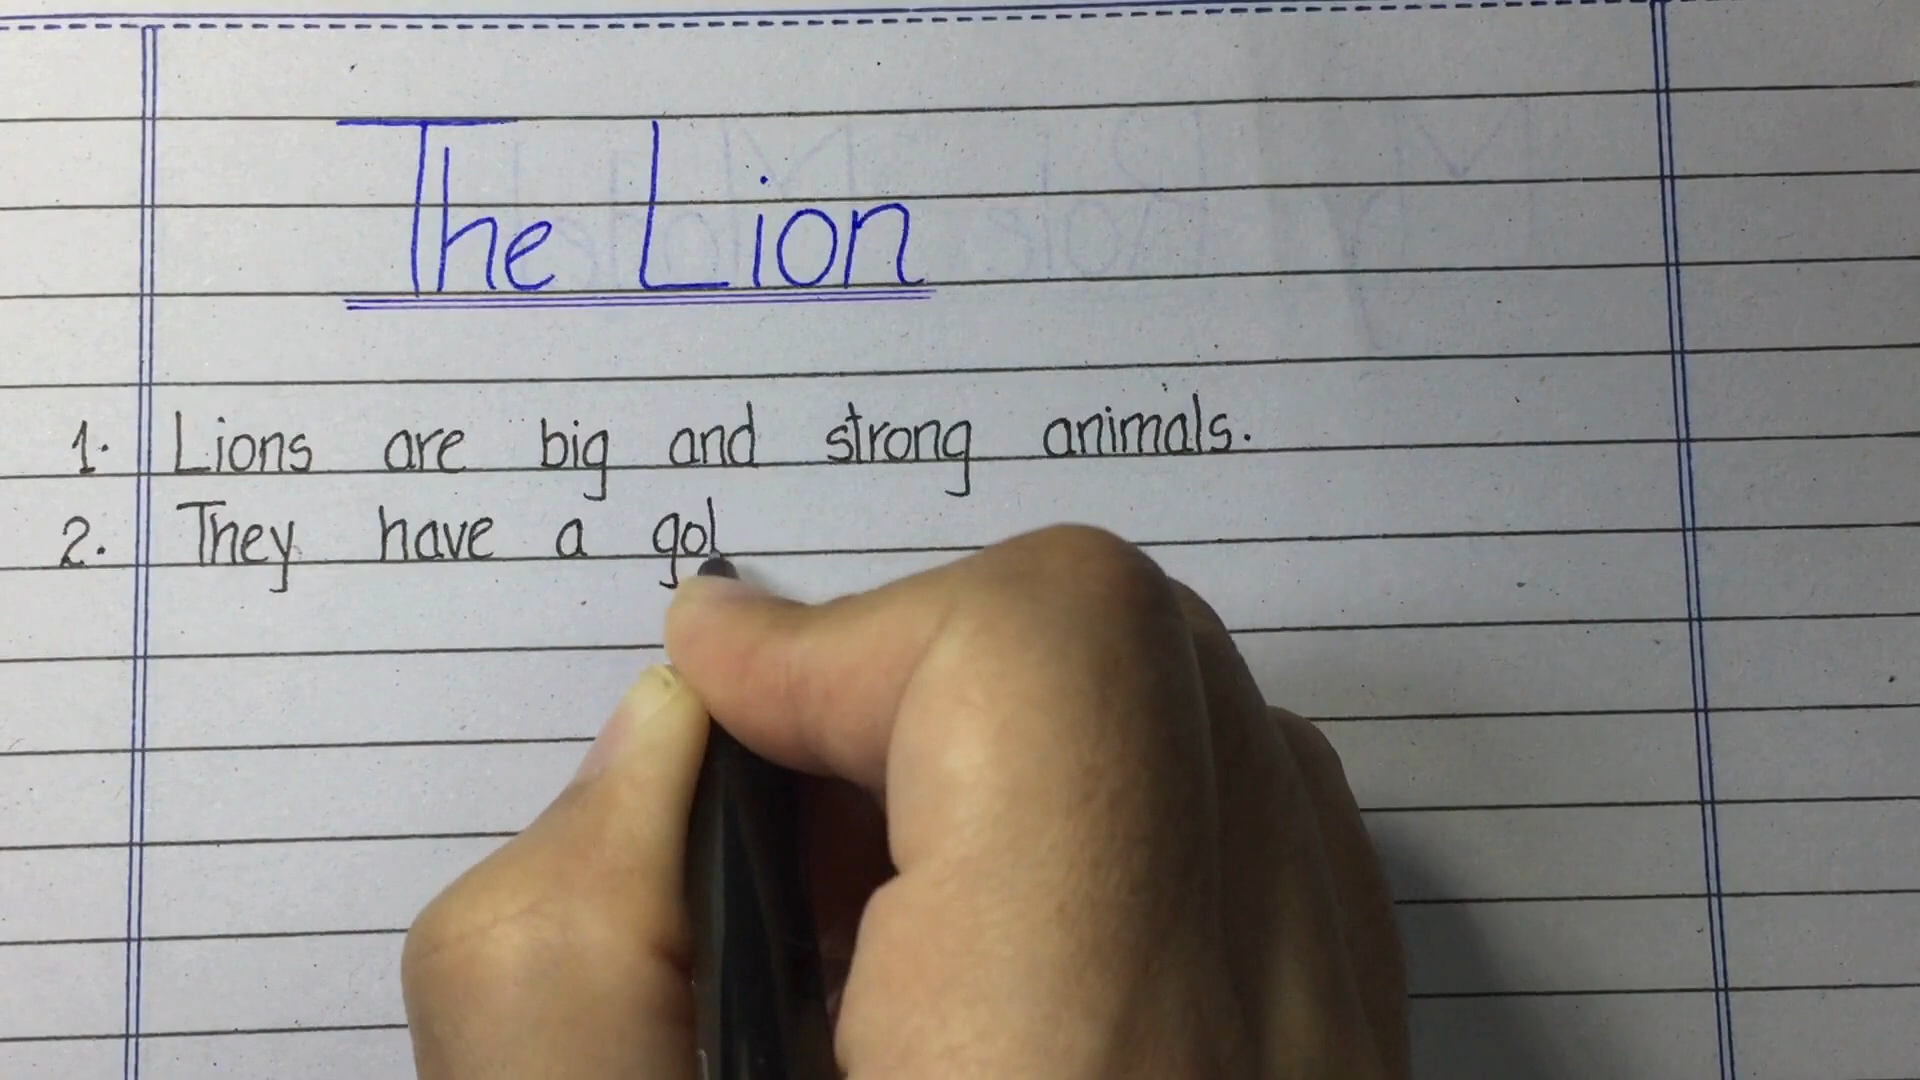 The Lion
1. Lions are big and strong animals.
2. They have a gol